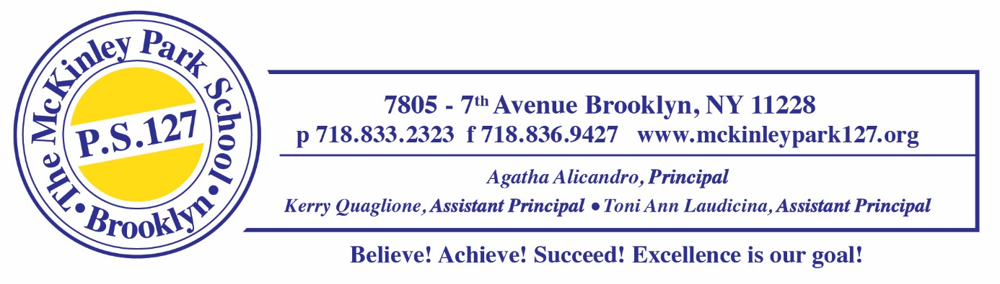 The McKinley Park School • Brooklyn •
P.S.127
7805 - 7th Avenue Brooklyn, NY 11228
p 718.833.2323 f 718.836.9427 www.mckinleypark127.org
Agatha Alicandro, Principal
Kerry Quaglione, Assistant Principal • Toni Ann Laudicina, Assistant Principal
Believe! Achieve! Succeed! Excellence is our goal!